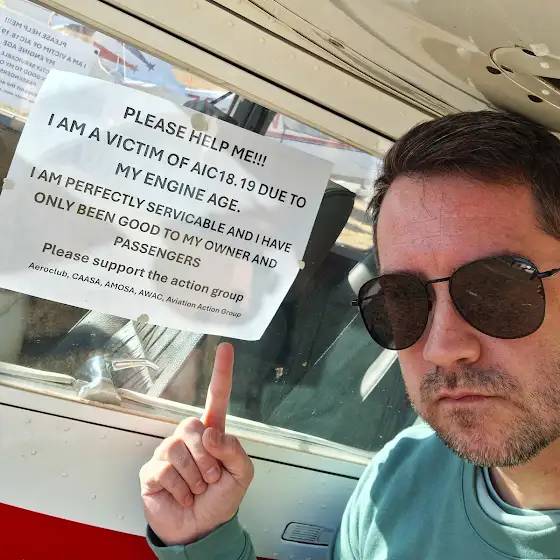 PLEASE HELP ME!!!
I AM A VICTIM OF AIC18.19 DUE TO
MY ENGINE AGE.
I AM PERFECTLY SERVICABLE AND I HAVE
ONLY BEEN GOOD TO MY OWNER AND
PASSENGERS
Please support the action group
Aeroclub, CAASA, AMOSA, AWAC, Aviation Action Group